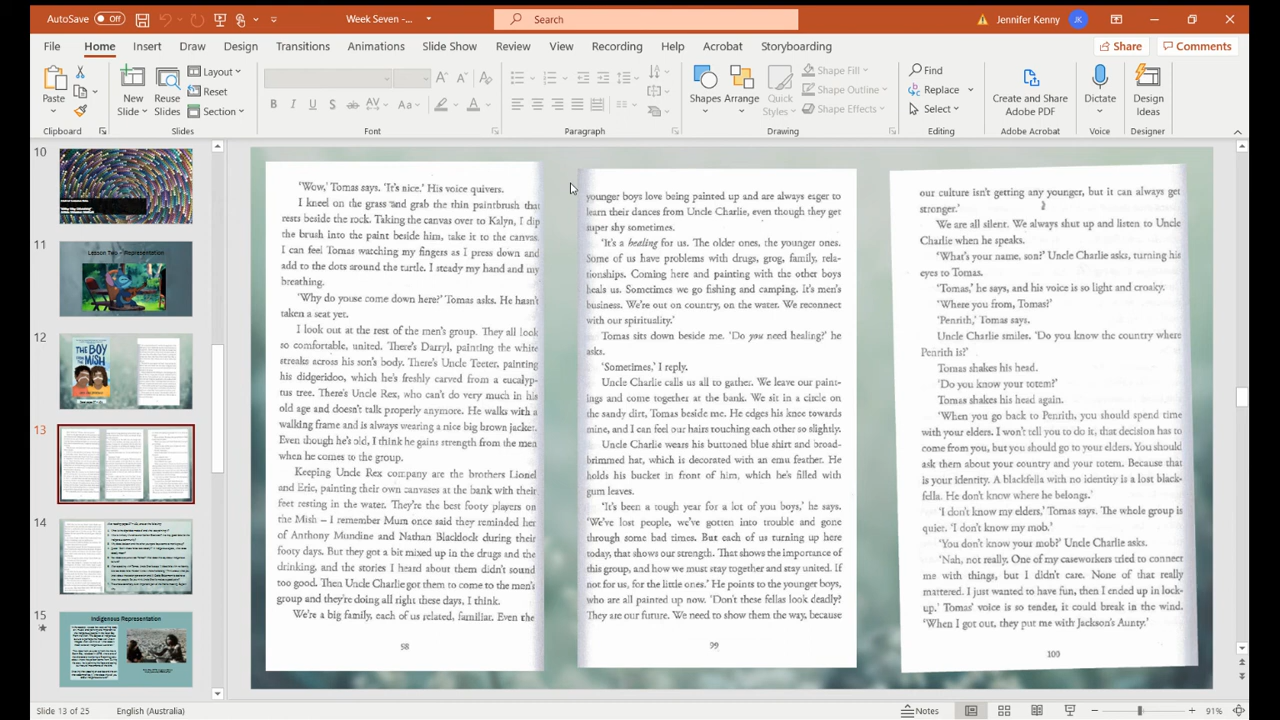 AutoSave Off
Week Seven -...
Search
Jennifer Kenny
JK
File Home Insert Draw Design Transitions Animations Slide Show Review View Recording Help Acrobat Storyboarding
Share
Comments
Paste
Clipboard
New Slide
Reuse Slides
Layout
Reset
Section
Slides
Font
Paragraph
Shapes
Arrange
Quick Styles
Shape Fill
Shape Outline
Shape Effects
Drawing
Find
Replace
Select
Editing
Create and Share Adobe PDF
Adobe Acrobat
Dictate
Voice
Design Ideas
Designer
10
11
Lesson Two – Representation
12
THE BOY
MISH
13
14
15
Indigenous Representation
'Wow,' Tomas says. 'It's nice.' His voice quivers.
I kneel on the grass and grab the thin paintbrush that
rests beside the rock. Taking the canvas over to Kalyn, I dip
the brush into the paint beside him, take it to the canvas.
I can feel Tomas watching my fingers as I press down and
add to the dots around the turtle. I steady my hand and my
breathing.
'Why do youse come down here?' Tomas asks. He hasn't
taken a seat yet.
I look out at the rest of the men's group. They all look
so comfortable, united. There's Darryl, painting the white
streaks across his son's body. There's Uncle Teeter, painting
his didgeridoo, which he's freshly carved from a eucalyp-
tus tree. There's Uncle Rex, who can't do very much in his
old age and doesn't talk properly anymore. He walks with a
walking frame and is always wearing a nice big brown jacket.
Even though he's old, I think he gains strength from the men
when he comes to the group.
Keeping Uncle Rex company are the brothers Lionel
and Eric, painting their own canvases at the bank with their
feet resting in the water. They're the best footy players on
the Mish – I remember Mum once said they reminded her
of Anthony Mundine and Nathan Blacklock during their
footy days. But they got a bit mixed up in the drugs and the
drinking, and the stories I heard about them didn't sound
too good. Then Uncle Charlie got them to come to the men's
group and they're doing all right these days, I think.
We're a big family, each of us related, familiar. Even the
98
younger boys love being painted up and are always eager to
learn their dances from Uncle Charlie, even though they get
super shy sometimes.
'It's a healing for us. The older ones, the younger ones.
Some of us have problems with drugs, grog, family, rela-
tionships. Coming here and painting with the other boys
heals us. Sometimes we go fishing and camping. It's men's
business. We're out on country, on the water. We reconnect
with our spirituality.'
Tomas sits down beside me. 'Do you need healing?' he
asks.
'Sometimes,' I reply.
Uncle Charlie calls us all to gather. We leave our paint-
ings and come together at the bank. We sit in a circle on
the sandy dirt, Tomas beside me. He edges his knee towards
mine, and I can feel our hairs touching each other so slightly.
Uncle Charlie wears his buttoned blue shirt and broad-
brimmed hat, which is decorated with an emu feather. He
holds his bucket in front of him, which he's filled with
gum leaves.
'It's been a tough year for a lot of you boys,' he says.
'We've lost people, we've gotten into trouble and gone
through some bad times. But each of us turning up here
today, that shows our strength. That shows the importance of
this group, and how we must stay together and stay united. If
not for us, for the little ones.' He points to the younger boys,
who are all painted up now. 'Don't these fellas look deadly?
They are our future. We need to show them the way, because
99
our culture isn't getting any younger, but it can always get
stronger.'
We are all silent. We always shut up and listen to Uncle
Charlie when he speaks.
'What's your name, son?' Uncle Charlie asks, turning his
eyes to Tomas.
'Tomas,' he says, and his voice is so light and croaky.
'Where you from, Tomas?'
'Penrith,' Tomas says.
Uncle Charlie smiles. 'Do you know the country where
Penrith is?'
Tomas shakes his head.
'Do you know your totem?'
Tomas shakes his head again.
'When you go back to Penrith, you should spend time
with your elders. I won't tell you to do it, that decision has to
come from you, but you should go to your elders. You should
ask them about your country and your totem. Because that
is your identity. A blackfella with no identity is a lost black-
fella. He don't know where he belongs.'
'I don't know my elders,' Tomas says. The whole group is
quiet. 'I don't know my mob.'
'You don't know your mob?' Uncle Charlie asks.
'Nah, not really. One of my caseworkers tried to connect
me with things, but I didn't care. None of that really
mattered. I just wanted to have fun, then I ended up in lock-
up.' Tomas' voice is so tender, it could break in the wind.
'When I got out, they put me with Jackson's Aunty.'
100
Slide 13 of 25
English (Australia)
Notes
91%